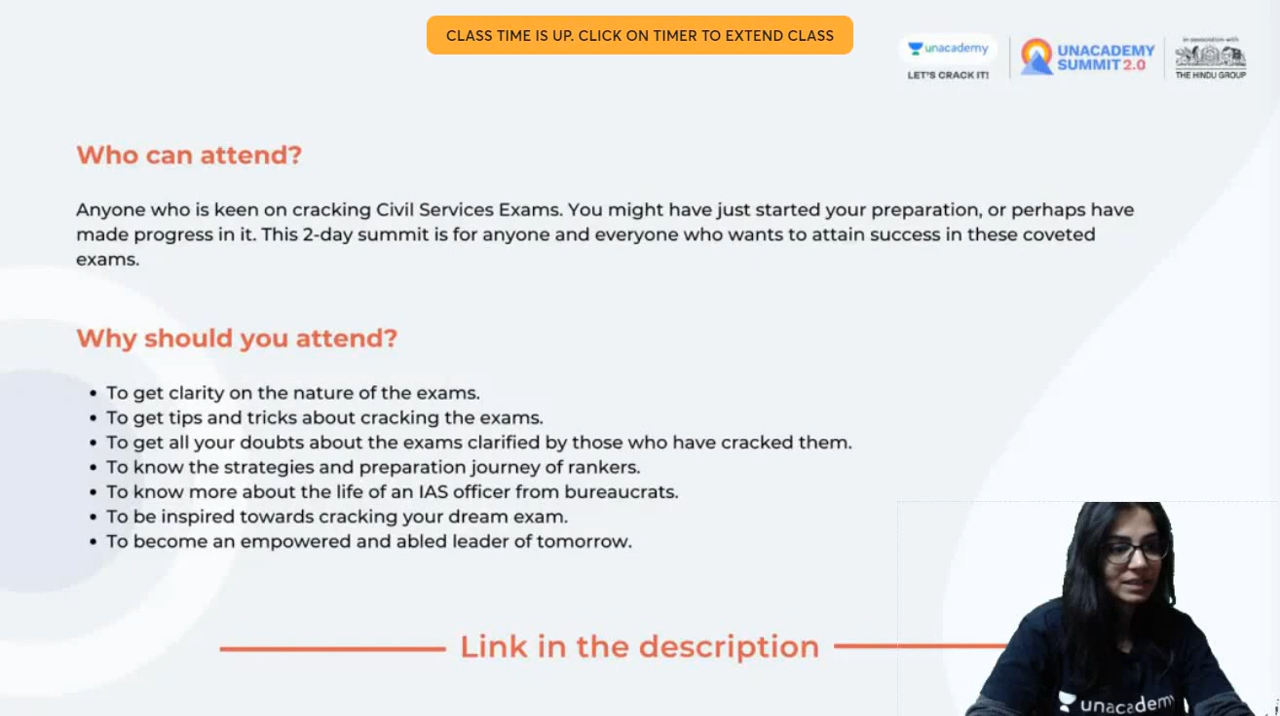 CLASS TIME IS UP. CLICK ON TIMER TO EXTEND CLASS
unacademy
LET'S CRACK IT!
UNACADEMY
SUMMIT 2.0
in association with
THE HINDU GROUP
Who can attend?
Anyone who is keen on cracking Civil Services Exams. You might have just started your preparation, or perhaps have
made progress in it. This 2-day summit is for anyone and everyone who wants to attain success in these coveted
exams.
Why should you attend?
• To get clarity on the nature of the exams.
• To get tips and tricks about cracking the exams.
• To get all your doubts about the exams clarified by those who have cracked them.
• To know the strategies and preparation journey of rankers.
• To know more about the life of an IAS officer from bureaucrats.
• To be inspired towards cracking your dream exam.
• To become an empowered and abled leader of tomorrow.
Link in the description
unacademy